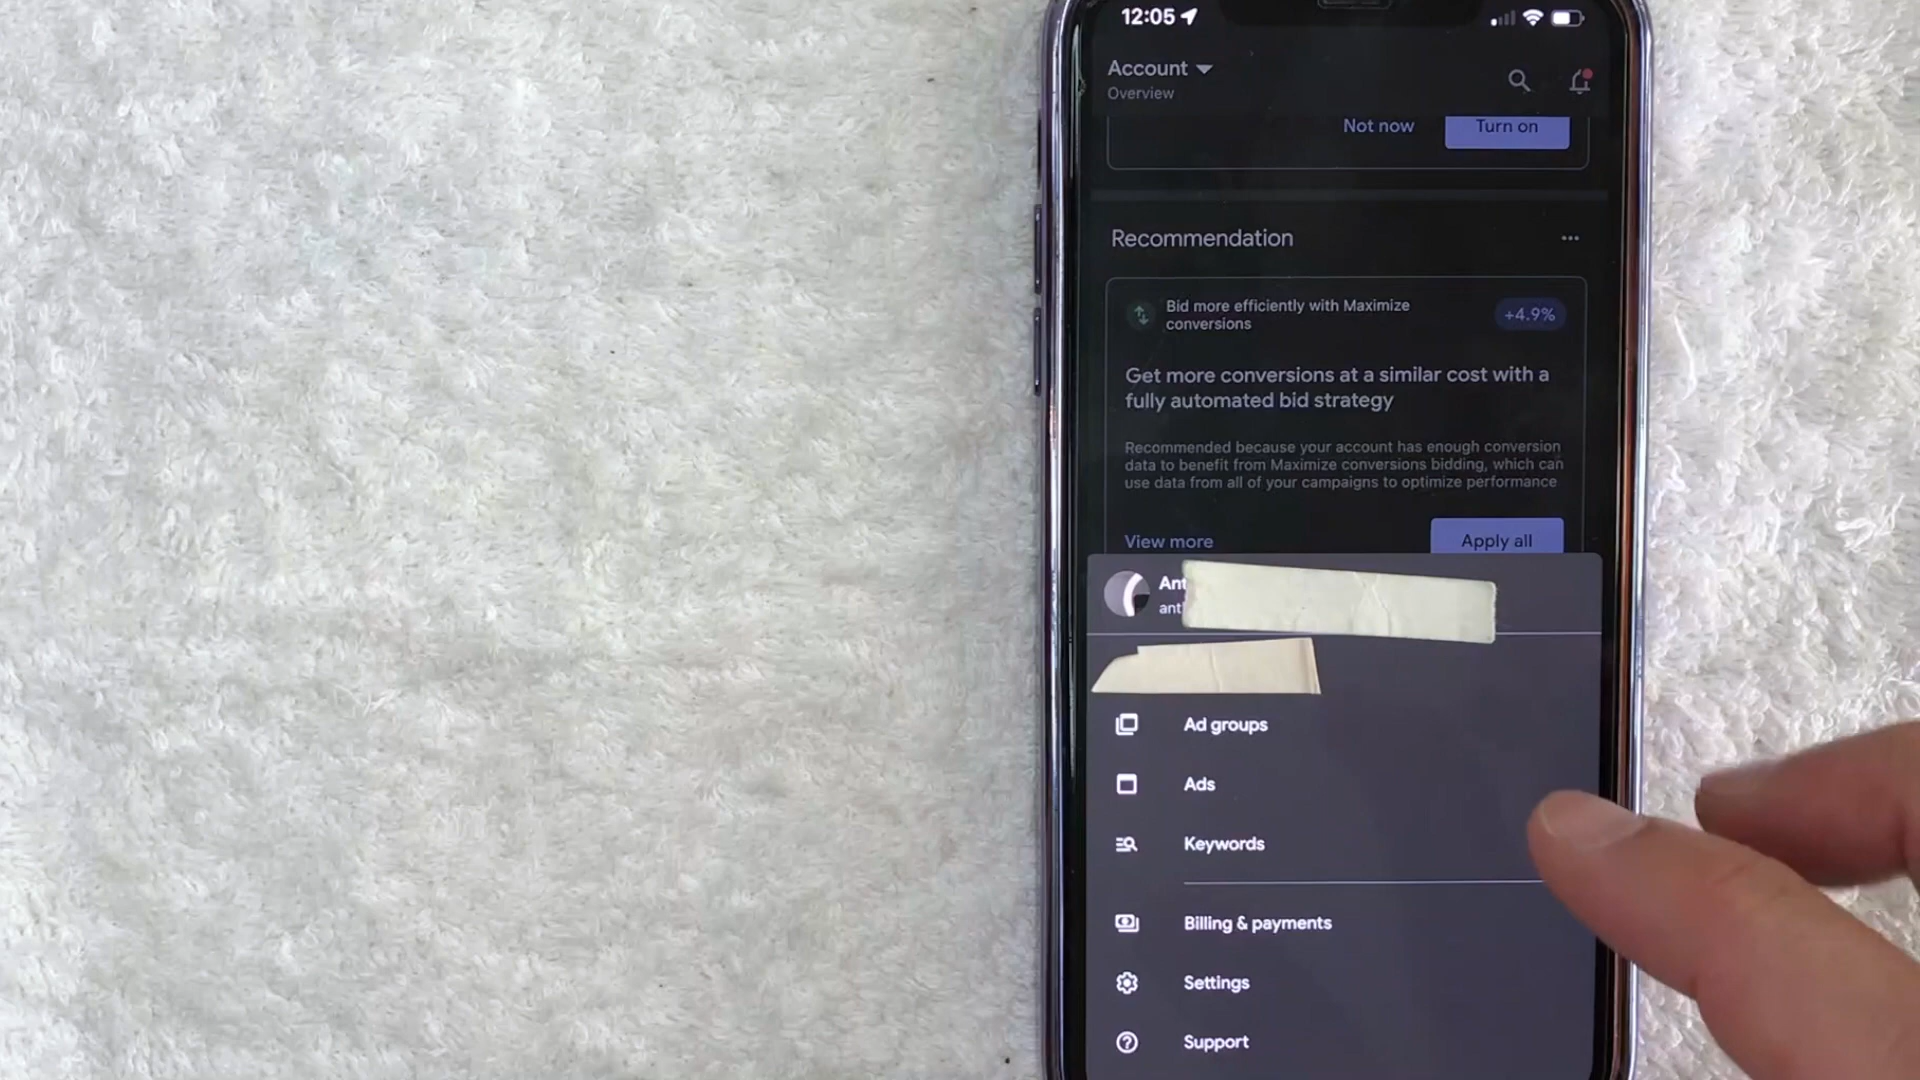 12:05
Account
Overview
Not now
Turn on
Recommendation
Bid more efficiently with Maximize
conversions
+4.9%
Get more conversions at a similar cost with a
fully automated bid strategy
Recommended because your account has enough conversion
data to benefit from Maximize conversions bidding, which can
use data from all of your campaigns to optimize performance
View more
Apply all
Ant
ant
Ad groups
Ads
Keywords
Billing & payments
Settings
Support